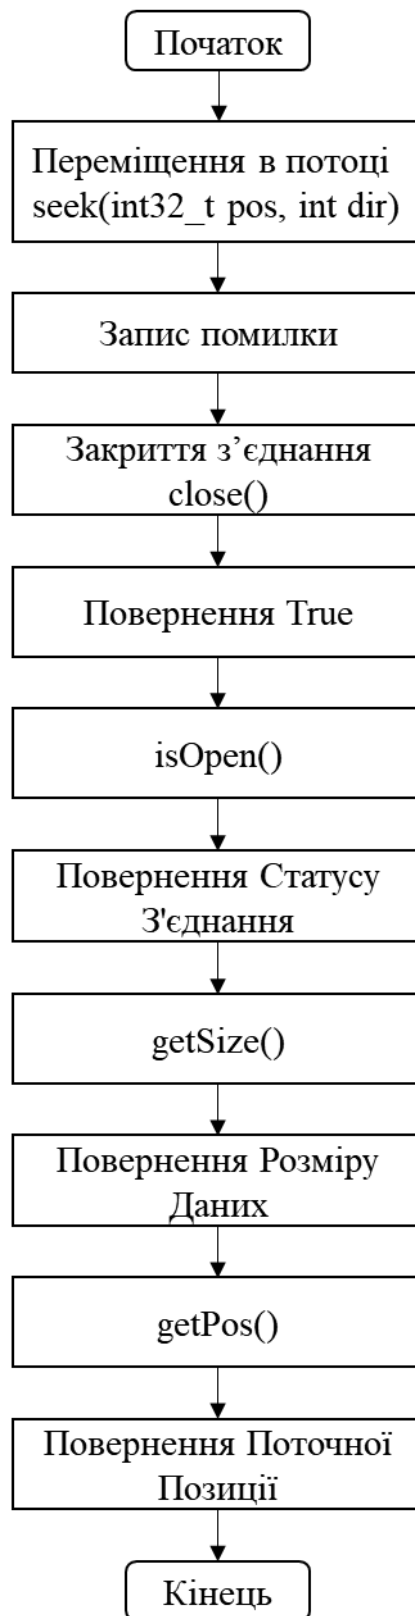 Початок
Переміщення в потоці
seek(int32_t pos, int dir)
Запис помилки
Закриття з’єднання
close()
Повернення True
isOpen()
Повернення Статусу
З'єднання
getSize()
Повернення Розміру
Даних
getPos()
Повернення Поточної
Позиції
Кінець